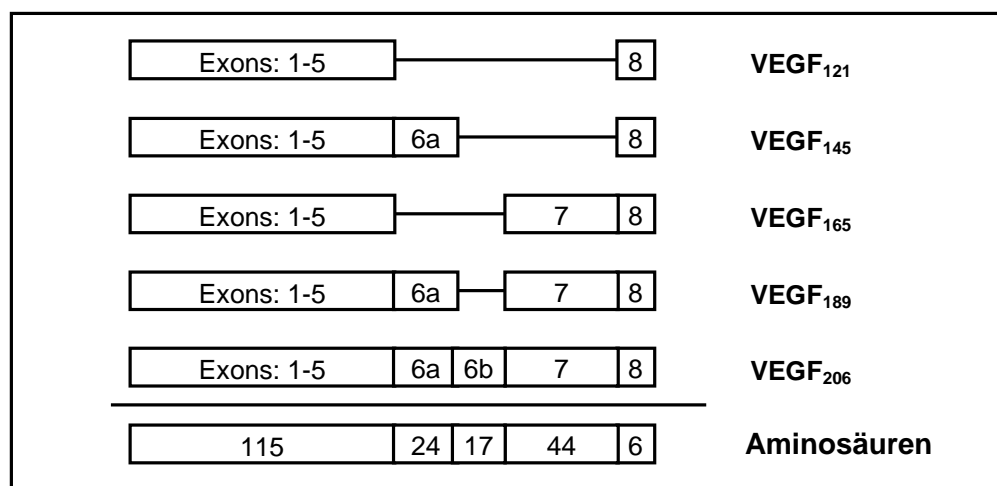 Exons: 1-5 8 VEGF121
Exons: 1-5 6a 8 VEGF145
Exons: 1-5 7 8 VEGF165
Exons: 1-5 6a 7 8 VEGF189
Exons: 1-5 6a 6b 7 8 VEGF206
115 24 17 44 6 Aminosäuren